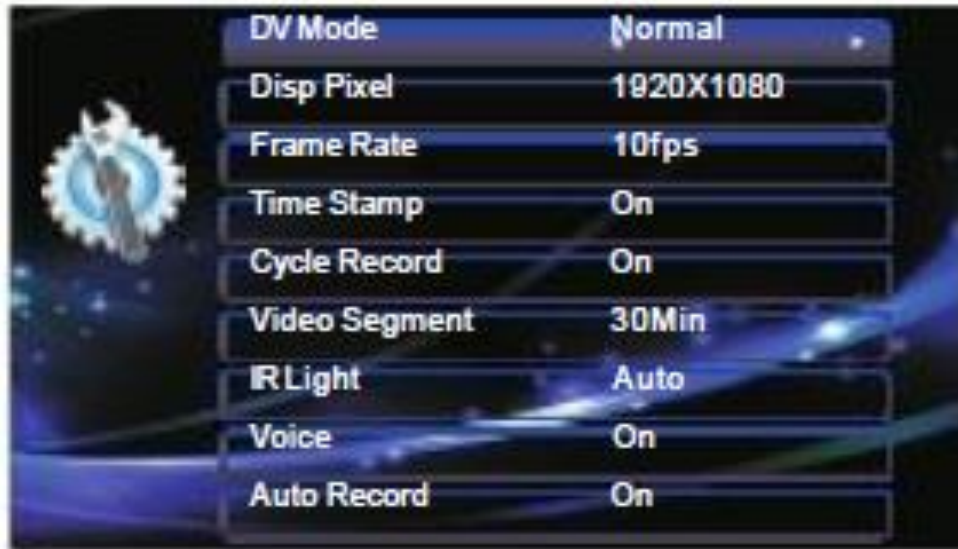 DV Mode Normal
Disp Pixel 1920X1080
Frame Rate 10fps
Time Stamp On
Cycle Record On
Video Segment 30Min
IR Light Auto
Voice On
Auto Record On